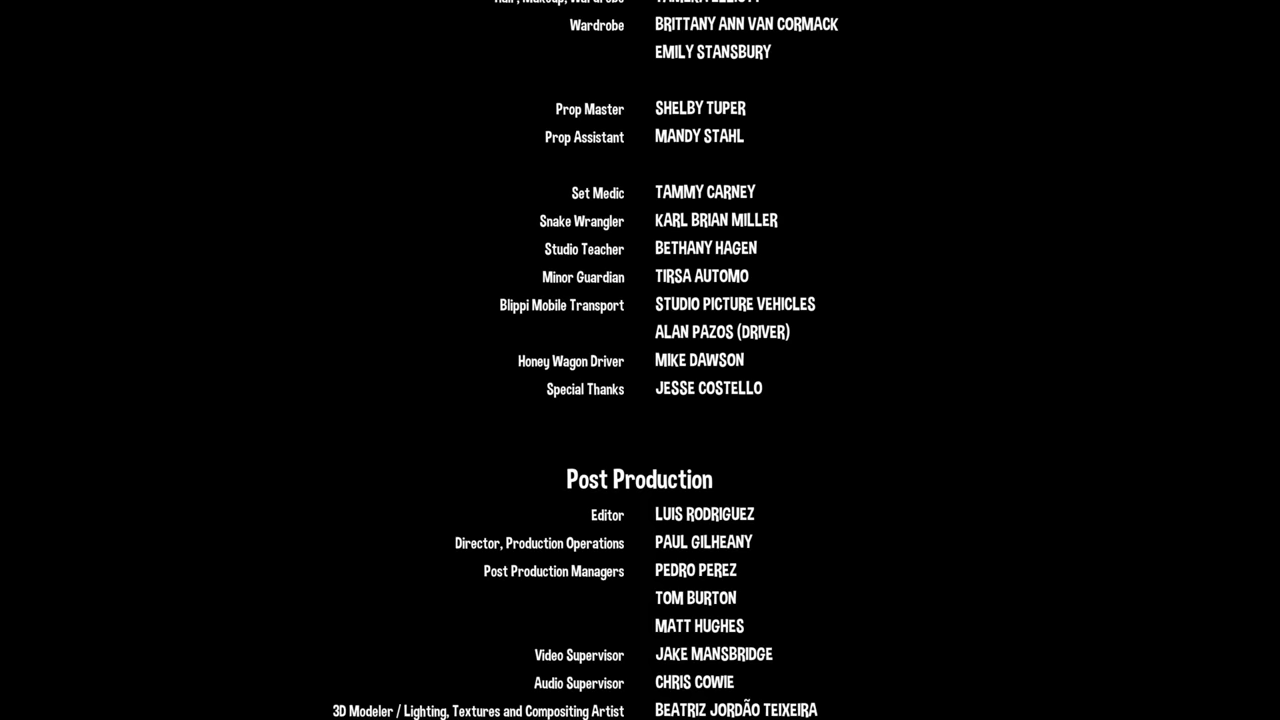 Wardrobe BRITTANY ANN VAN CORMACK
EMILY STANSBURY
Prop Master SHELBY TUPER
Prop Assistant MANDY STAHL
Set Medic TAMMY CARNEY
Snake Wrangler KARL BRIAN MILLER
Studio Teacher BETHANY HAGEN
Minor Guardian TIRSA AUTOMO
Blippi Mobile Transport STUDIO PICTURE VEHICLES
ALAN PAZOS (DRIVER)
Honey Wagon Driver MIKE DAWSON
Special Thanks JESSE COSTELLO
Post Production
Editor LUIS RODRIGUEZ
Director, Production Operations PAUL GILHEANY
Post Production Managers PEDRO PEREZ
TOM BURTON
MATT HUGHES
Video Supervisor JAKE MANSBRIDGE
Audio Supervisor CHRIS COWIE
3D Modeler / Lighting, Textures and Compositing Artist BEATRIZ JORDÃO TEIXEIRA